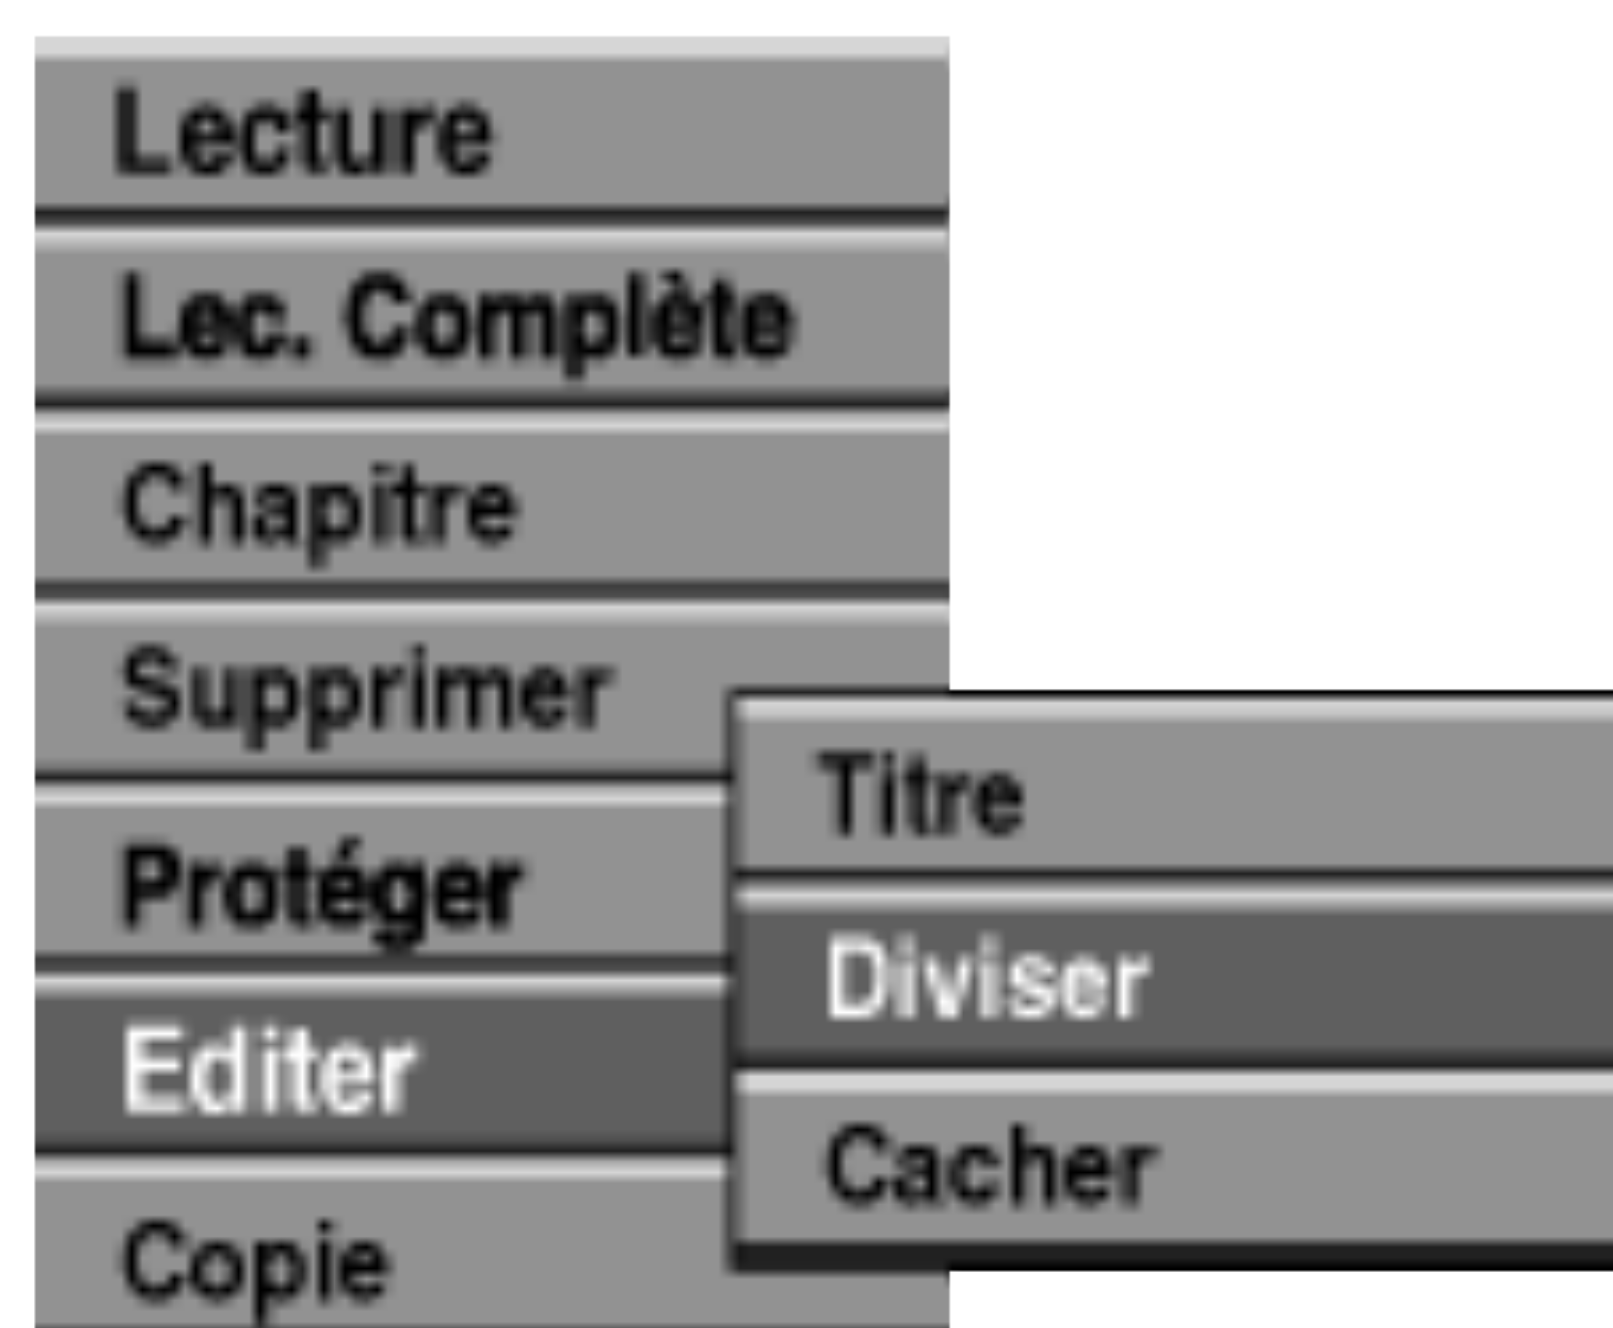 Lecture
Lec. Complète
Chapitre
Supprimer
Protéger
Editer
Copie
Titre
Diviser
Cacher